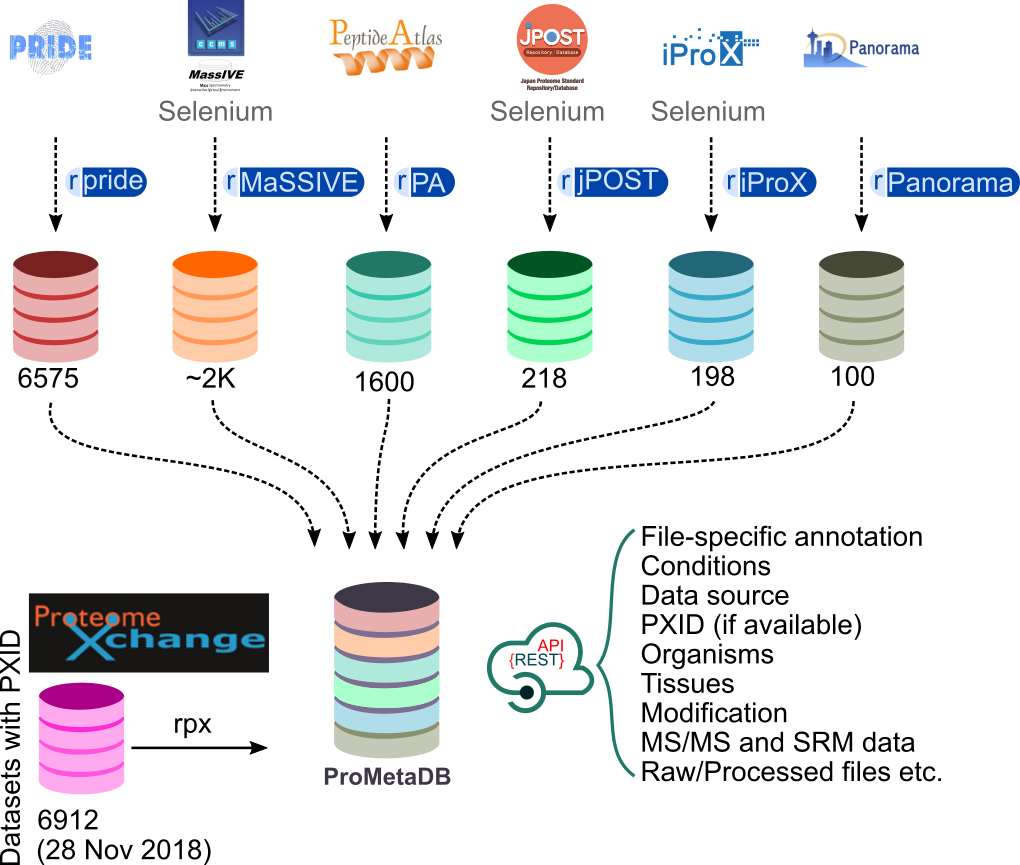 PRIDE
CCMS
MassIVE
Mass Spectrometry
Interactive Virtual Environment
PeptideAtlas
jPOST
Repository / Database
Japan Proteome Standard
Repository/Database
iProX
Panorama
Selenium
Selenium
Selenium
r pride
r MaSSIVE
r PA
r jPOST
r iProX
r Panorama
6575
~2K
1600
218
198
100
Datasets with PXID
Proteome
Xchange
rpx
6912
(28 Nov 2018)
ProMetaDB
API
{REST}
File-specific annotation
Conditions
Data source
PXID (if available)
Organisms
Tissues
Modification
MS/MS and SRM data
Raw/Processed files etc.